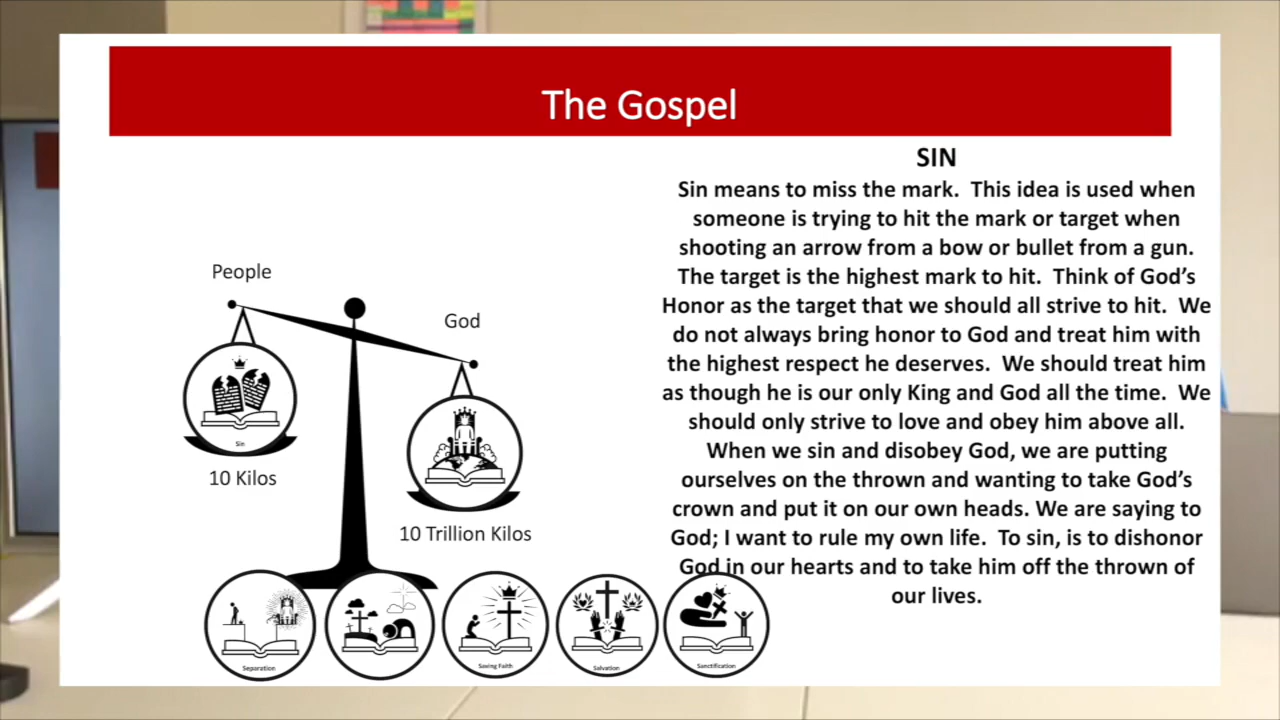 The Gospel
SIN
Sin means to miss the mark. This idea is used when
someone is trying to hit the mark or target when
shooting an arrow from a bow or bullet from a gun.
The target is the highest mark to hit. Think of God's
Honor as the target that we should all strive to hit. We
do not always bring honor to God and treat him with
the highest respect he deserves. We should treat him
as though he is our only King and God all the time. We
should only strive to love and obey him above all.
When we sin and disobey God, we are putting
ourselves on the thrown and wanting to take God's
crown and put it on our own heads. We are saying to
God; I want to rule my own life. To sin, is to dishonor
God in our hearts and to take him off the thrown of
our lives.
People
God
Sin
10 Kilos
10 Trillion Kilos
Separation
Saving Faith
Salvation
Sanctification